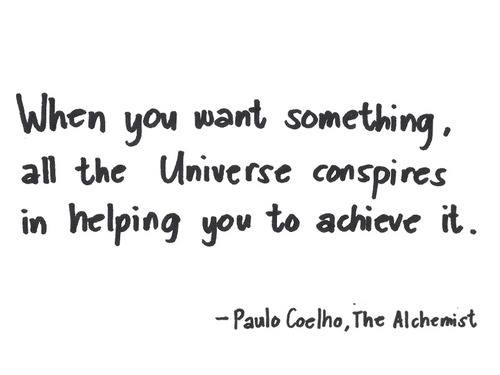 When you want something,
all the Universe conspires
in helping you to achieve it.
-Paulo Coelho, The Alchemist